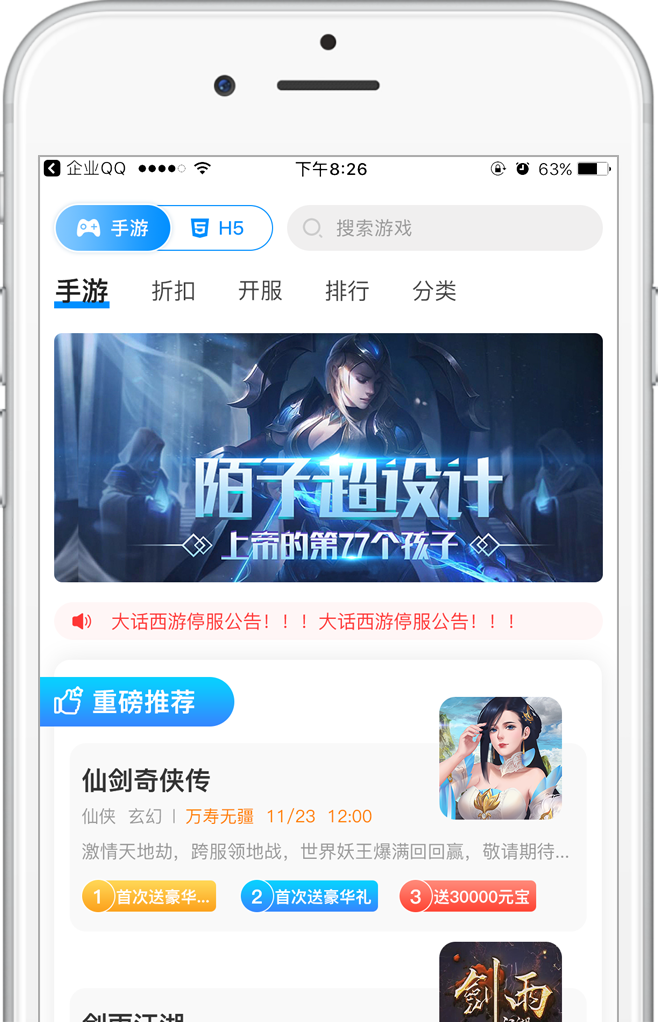 企业QQ 下午8:26 63%
手游 H5 搜索游戏
手游 折扣 开服 排行 分类
陌子超设计
上帝的第77个孩子
大话西游停服公告！！！大话西游停服公告！！！
重磅推荐
仙剑奇侠传
仙侠 玄幻 | 万寿无疆 11/23 12:00
激情天地劫，跨服领地战，世界妖王爆满回回赢，敬请期待...
1 首次送豪华... 2 首次送豪华礼 3 送30000元宝
剑雨
剑雨江湖